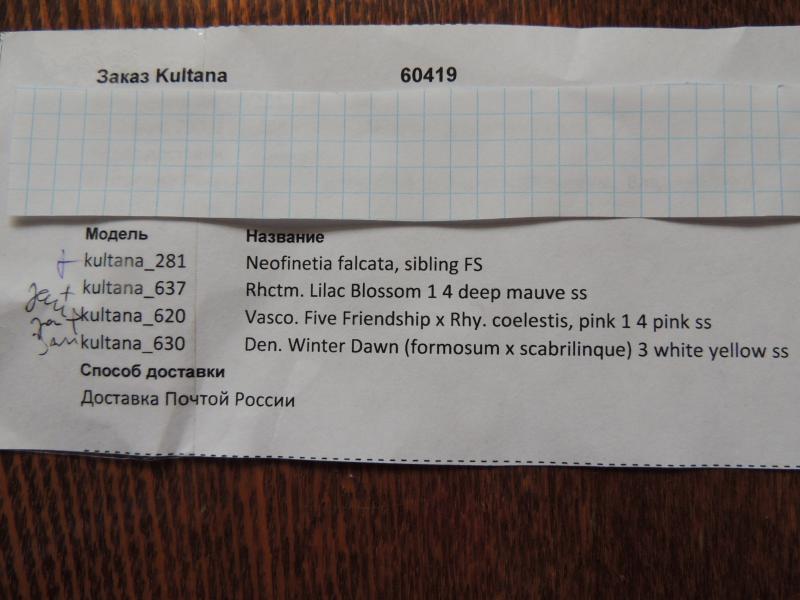 Заказ Kultana 60419
Модель Название
kultana_281 Neofinetia falcata, sibling FS
kultana_637 Rhctm. Lilac Blossom 1 4 deep mauve ss
kultana_620 Vasco. Five Friendship x Rhy. coelestis, pink 1 4 pink ss
kultana_630 Den. Winter Dawn (formosum x scabrilinque) 3 white yellow ss
Способ доставки
Доставка Почтой России